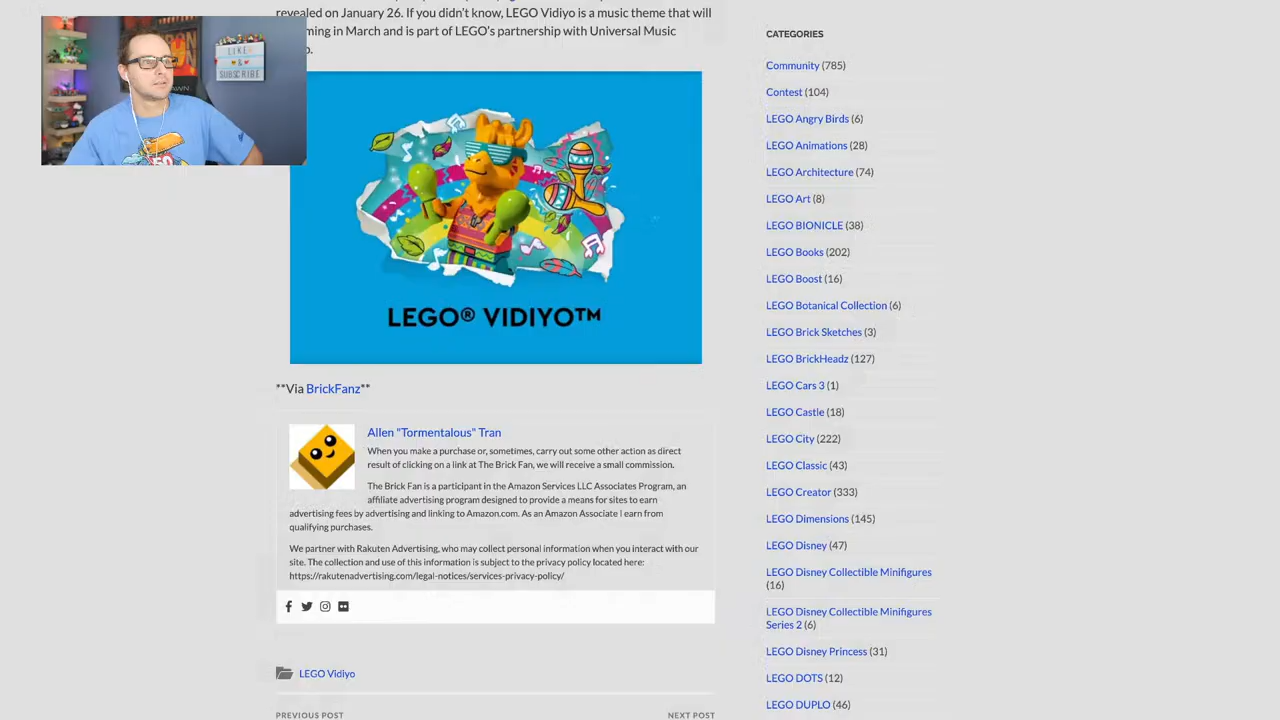 revealed on January 26. If you didn't know, LEGO Vidiyo is a music theme that will
ming in March and is part of LEGO's partnership with Universal Music
p.
LIKE
&
SUBSCRIBE
LEGO® VIDIYO™
**Via BrickFanz**
Allen "Tormentalous" Tran
When you make a purchase or, sometimes, carry out some other action as direct
result of clicking on a link at The Brick Fan, we will receive a small commission.
The Brick Fan is a participant in the Amazon Services LLC Associates Program, an
affiliate advertising program designed to provide a means for sites to earn
advertising fees by advertising and linking to Amazon.com. As an Amazon Associate I earn from
qualifying purchases.
We partner with Rakuten Advertising, who may collect personal information when you interact with our
site. The collection and use of this information is subject to the privacy policy located here:
https://rakutenadvertising.com/legal-notices/services-privacy-policy/
LEGO Vidiyo
PREVIOUS POST
NEXT POST
CATEGORIES
Community (785)
Contest (104)
LEGO Angry Birds (6)
LEGO Animations (28)
LEGO Architecture (74)
LEGO Art (8)
LEGO BIONICLE (38)
LEGO Books (202)
LEGO Boost (16)
LEGO Botanical Collection (6)
LEGO Brick Sketches (3)
LEGO BrickHeadz (127)
LEGO Cars 3 (1)
LEGO Castle (18)
LEGO City (222)
LEGO Classic (43)
LEGO Creator (333)
LEGO Dimensions (145)
LEGO Disney (47)
LEGO Disney Collectible Minifigures
(16)
LEGO Disney Collectible Minifigures
Series 2 (6)
LEGO Disney Princess (31)
LEGO DOTS (12)
LEGO DUPLO (46)